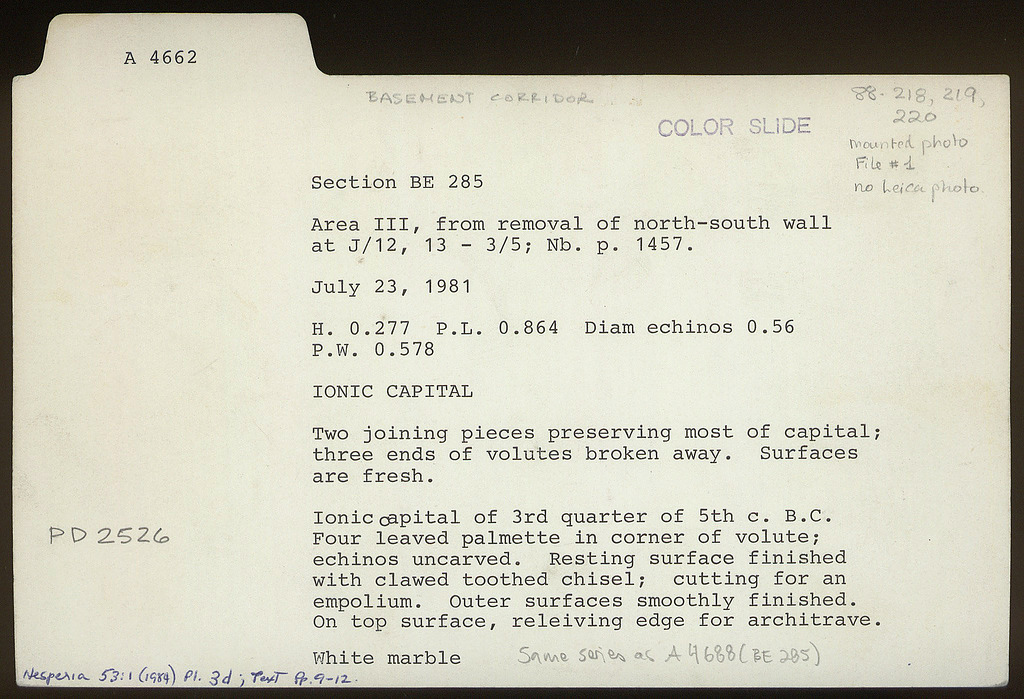 A 4662
BASEMENT CORRIDOR
88-218, 219,
220
COLOR SLIDE
mounted photo
File #1
no Leica photo.
Section BE 285
Area III, from removal of north-south wall
at J/12, 13 - 3/5; Nb. p. 1457.
July 23, 1981
H. 0.277  P.L. 0.864  Diam echinos 0.56
P.W. 0.578
IONIC CAPITAL
Two joining pieces preserving most of capital;
three ends of volutes broken away.  Surfaces
are fresh.
Ionic capital of 3rd quarter of 5th c. B.C.
Four leaved palmette in corner of volute;
echinos uncarved.  Resting surface finished
with clawed toothed chisel;  cutting for an
empolium.  Outer surfaces smoothly finished.
On top surface, releiving edge for architrave.
PD 2526
White marble
Same series as A 4688 (BE 285)
Hesperia 53:1 (1984) Pl. 3d; Text Pp. 9-12.